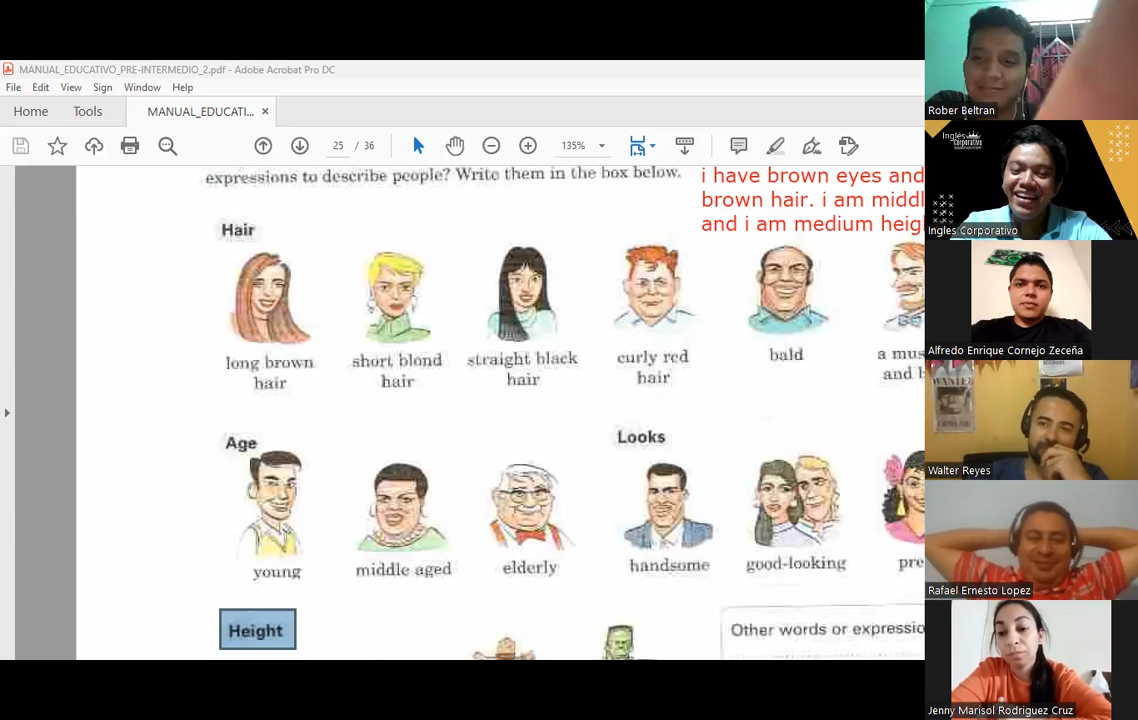 MANUAL_EDUCATIVO_PRE-INTERMEDIO_2.pdf - Adobe Acrobat Pro DC
File Edit View Sign Window Help
Home Tools MANUAL_EDUCATI... ×
25 / 36 135%
expressions to describe people? Write them in the box below.
i have brown eyes and
brown hair. i am middl
and i am medium heig
Hair
long brown
hair
short blond
hair
straight black
hair
curly red
hair
bald
a mus
and b
Age
Looks
young
middle aged
elderly
handsome
good-looking
pre
Height
Other words or expressio
Rober Beltran
Inglés
Corporativo
Ingles Corporativo
Alfredo Enrique Cornejo Zeceña
WANTED
Walter Reyes
Rafael Ernesto Lopez
Jenny Marisol Rodriguez Cruz